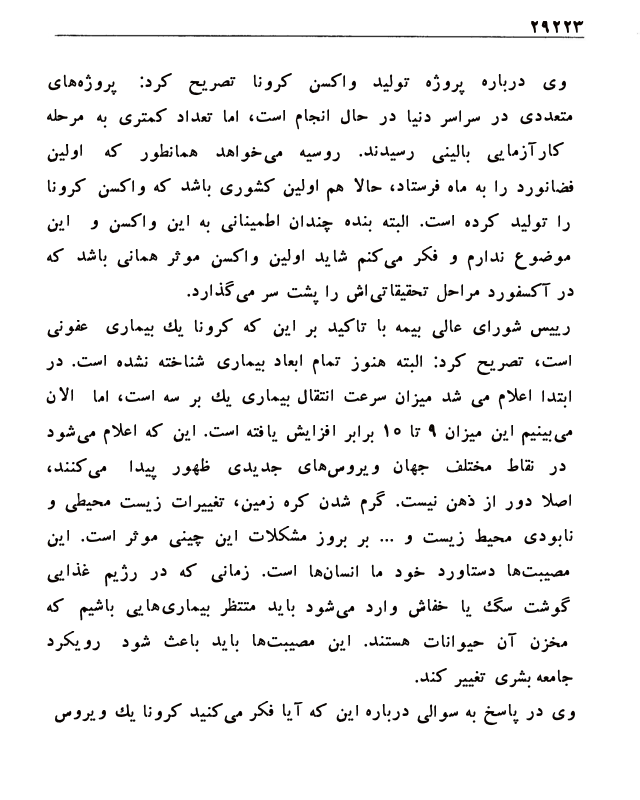 ۲۹۲۲۳
وی درباره پروژه تولید واکسن کرونا تصریح کرد: پروژه‌های
متعددی در سراسر دنیا در حال انجام است، اما تعداد کمتری به مرحله
کارآزمایی بالینی رسیدند. روسیه می‌خواهد همانطور که اولین
فضانورد را به ماه فرستاد، حالا هم اولین کشوری باشد که واکسن کرونا
را تولید کرده است. البته بنده چندان اطمینانی به این واکسن و این
موضوع ندارم و فکر می‌کنم شاید اولین واکسن موثر همانی باشد که
در آکسفورد مراحل تحقیقاتی‌اش را پشت سر می‌گذارد.
رییس شورای عالی بیمه با تاکید بر این که کرونا یك بیماری عفونی
است، تصریح کرد: البته هنوز تمام ابعاد بیماری شناخته نشده است. در
ابتدا اعلام می شد میزان سرعت انتقال بیماری یك بر سه است، اما الان
می‌بینیم این میزان ۹ تا ۱۰ برابر افزایش یافته است. این که اعلام می‌شود
در نقاط مختلف جهان ویروس‌های جدیدی ظهور پیدا می‌کنند،
اصلا دور از ذهن نیست. گرم شدن کره زمین، تغییرات زیست محیطی و
نابودی محیط زیست و ... بر بروز مشکلات این چینی موثر است. این
مصیبت‌ها دستاورد خود ما انسان‌ها است. زمانی که در رژیم غذایی
گوشت سگ یا خفاش وارد می‌شود باید متتظر بیماری‌هایی باشیم که
مخزن آن حیوانات هستند. این مصیبت‌ها باید باعث شود رویکرد
جامعه بشری تغییر کند.
وی در پاسخ به سوالی درباره این که آیا فکر می‌کنید کرونا یك ویروس